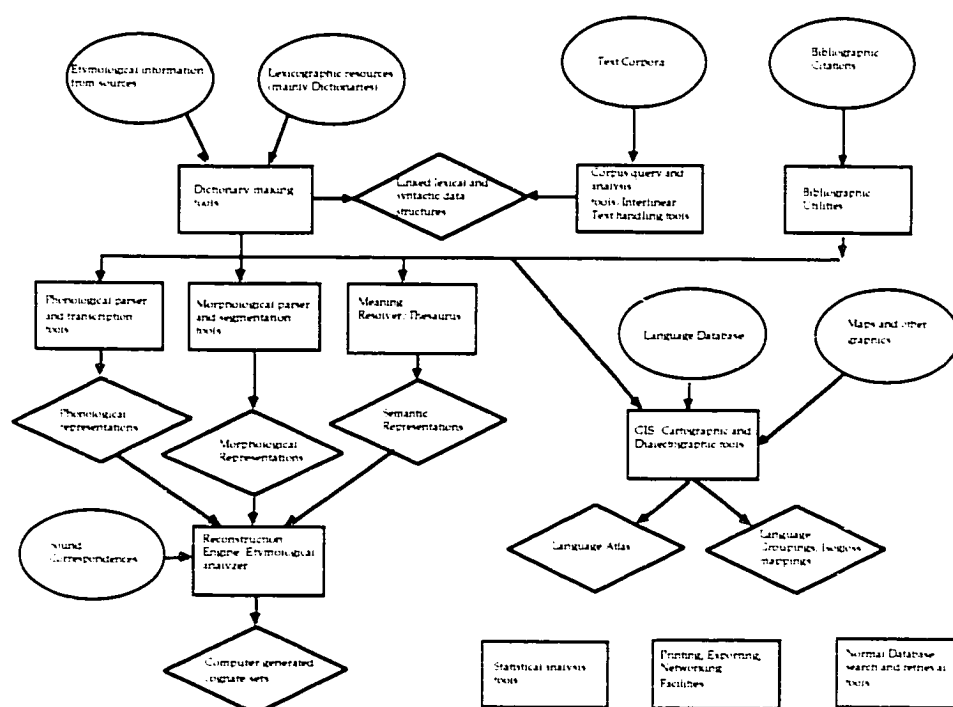 Etymological information
from sources
Lexicographic resources
(mainly Dictionaries)
Text Corpora
Bibliographic
Citations
Dictionary making
tools
Linked lexical and
syntactic data
structures
Corpus query and
analysis
tools, Interlinear
Text handling tools
Bibliographic
Utilities
Phonological parser
and transcription
tools
Morphological parser
and segmentation
tools
Meaning
Resolver/Thesaurus
Language Database
Maps and other
graphics
Phonological
representations
Morphological
Representations
Semantic
Representations
GIS: Cartographic and
Dialectographic tools
Sound
Correspondences
Reconstruction
Engine: Etymological
analyzer
Language Atlas
Language
Groupings, Isogloss
mappings
Computer generated
cognate sets
Statistical analysis
tools
Printing, Exporting,
Networking
Facilities
Normal Database
search and retrieval
tools